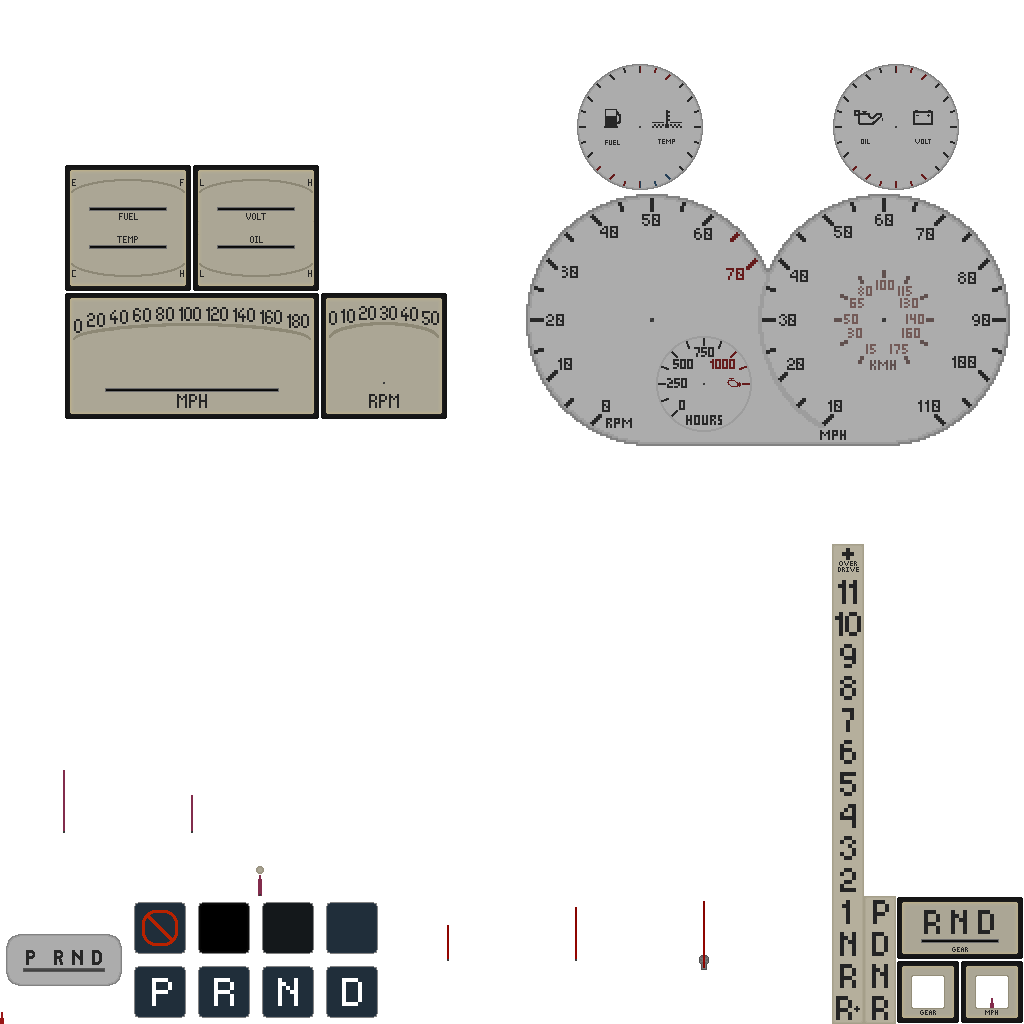 FUEL TEMP
OIL VOLT
E F
FUEL
TEMP
C H
L H
VOLT
OIL
L H
0 20 40 60 80 100 120 140 160 180
MPH
0 10 20 30 40 50
RPM
0 10 20 30 40 50 60 70
RPM
0 250 500 750 1000
HOURS
10 20 30 40 50 60 70 80 90 100 110
MPH
15 30 50 65 80 100 115 130 140 160 175
KMH
+
OVER
DRIVE
11
10
9
8
7
6
5
4
3
2
1
N
R
R+
P
D
N
R
RND
GEAR
GEAR
MPH
P RND
P R N D